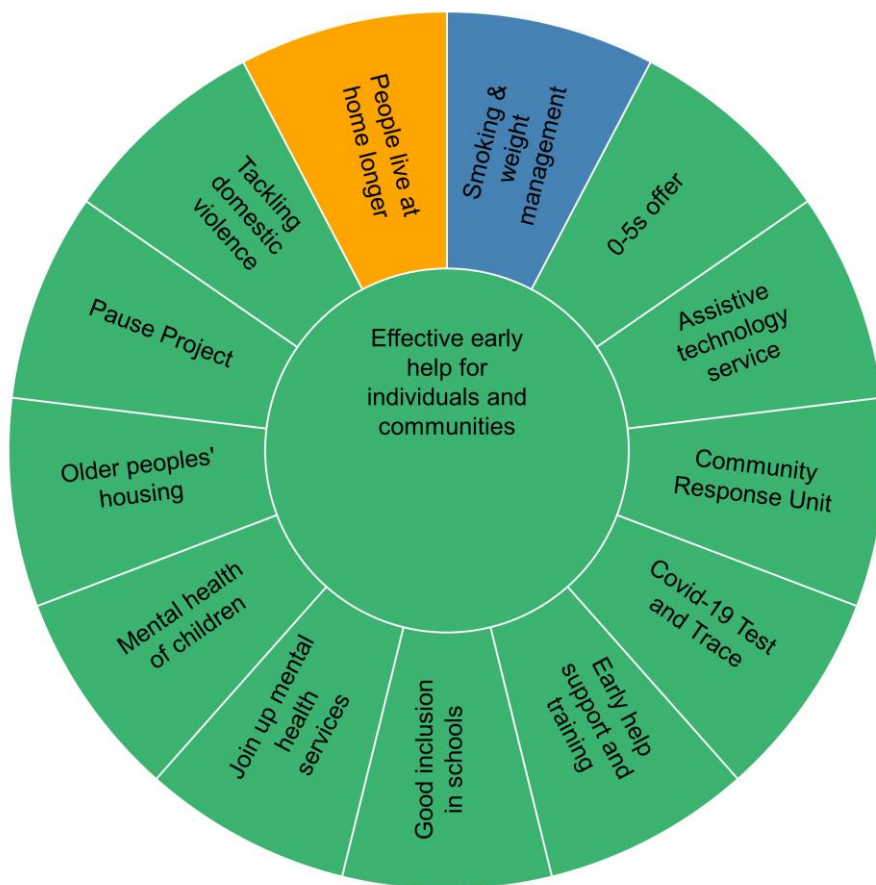 Effective early
help for
individuals and
communities
Smoking &
weight
management
0-5s offer
Assistive
technology
service
Community
Response Unit
Covid-19 Test
and Trace
Early help
support and
training
Good inclusion
in schools
Join up mental
health
services
Mental health
of children
Older peoples'
housing
Pause Project
Tackling
domestic
violence
People live at
home longer